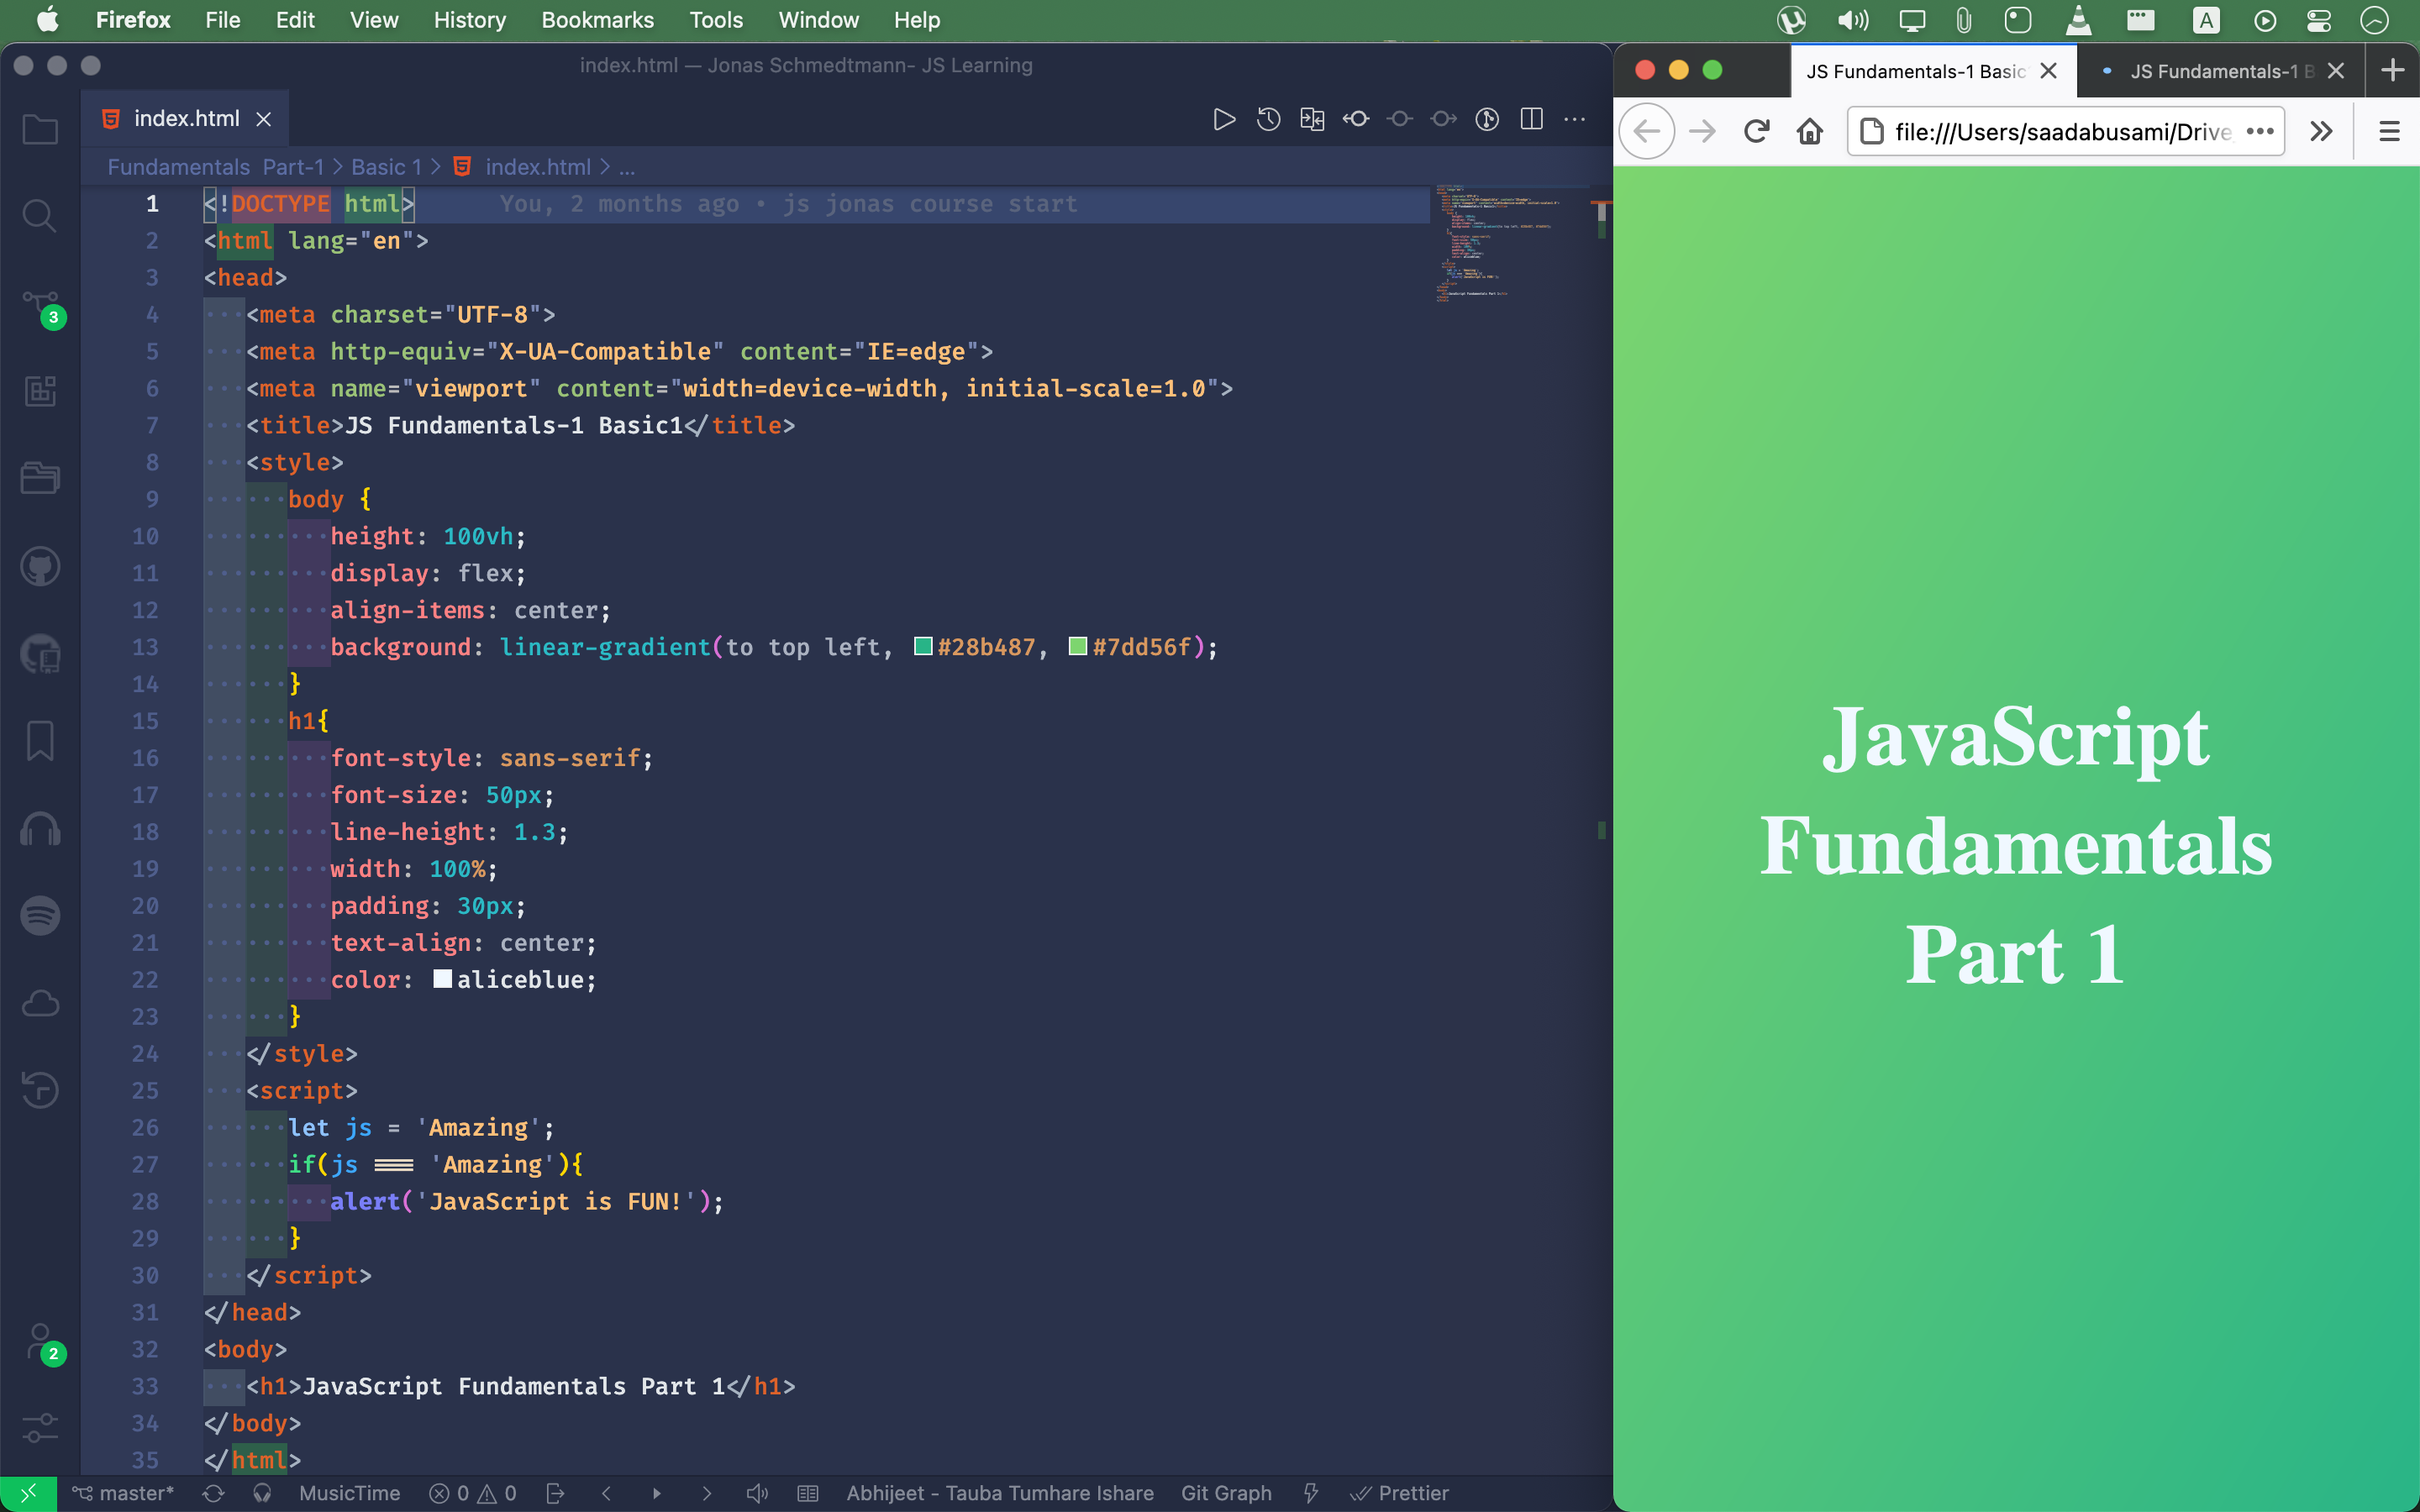 Firefox File Edit View History Bookmarks Tools Window Help
A
index.html — Jonas Schmedtmann- JS Learning
index.html
Fundamentals Part-1 > Basic 1 > index.html > ...
1 <!DOCTYPE html> You, 2 months ago • js jonas course start
2 <html lang="en">
3 <head>
4 <meta charset="UTF-8">
5 <meta http-equiv="X-UA-Compatible" content="IE=edge">
6 <meta name="viewport" content="width=device-width, initial-scale=1.0">
7 <title>JS Fundamentals-1 Basic1</title>
8 <style>
9 body {
10 height: 100vh;
11 display: flex;
12 align-items: center;
13 background: linear-gradient(to top left, #28b487, #7dd56f);
14 }
15 h1{
16 font-style: sans-serif;
17 font-size: 50px;
18 line-height: 1.3;
19 width: 100%;
20 padding: 30px;
21 text-align: center;
22 color: aliceblue;
23 }
24 </style>
25 <script>
26 let js = 'Amazing';
27 if(js === 'Amazing'){
28 alert('JavaScript is FUN!');
29 }
30 </script>
31 </head>
32 <body>
33 <h1>JavaScript Fundamentals Part 1</h1>
34 </body>
35 </html>
3
2
master* MusicTime 0 0 Abhijeet - Tauba Tumhare Ishare Git Graph Prettier
JS Fundamentals-1 Basic JS Fundamentals-1 B
file:///Users/saadabusami/Drive
JavaScript
Fundamentals
Part 1